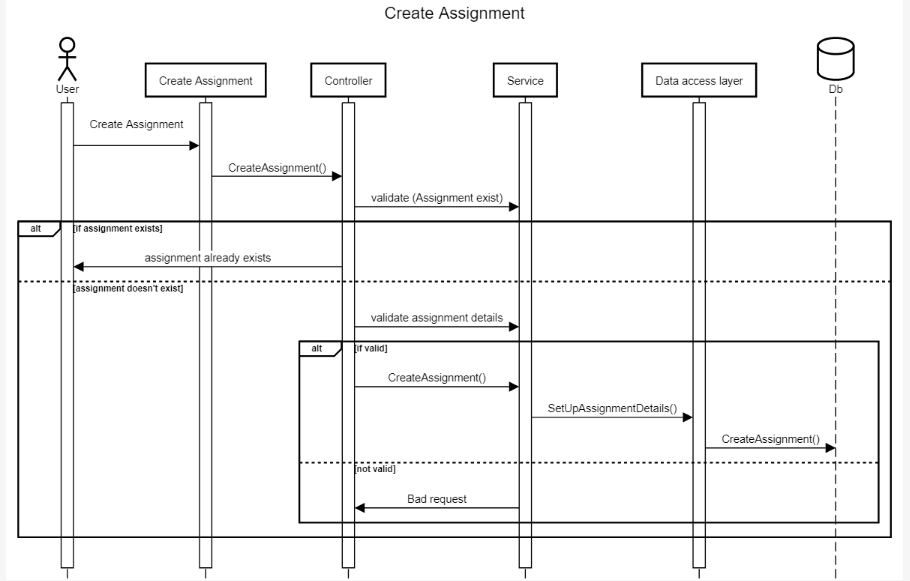 Create Assignment
User
Create Assignment
Controller
Service
Data access layer
Db
Create Assignment
CreateAssignment()
validate (Assignment exist)
alt
[if assignment exists]
assignment already exists
[assignment doesn't exist]
validate assignment details
alt
[if valid]
CreateAssignment()
SetUpAssignmentDetails()
CreateAssignment()
[not valid]
Bad request